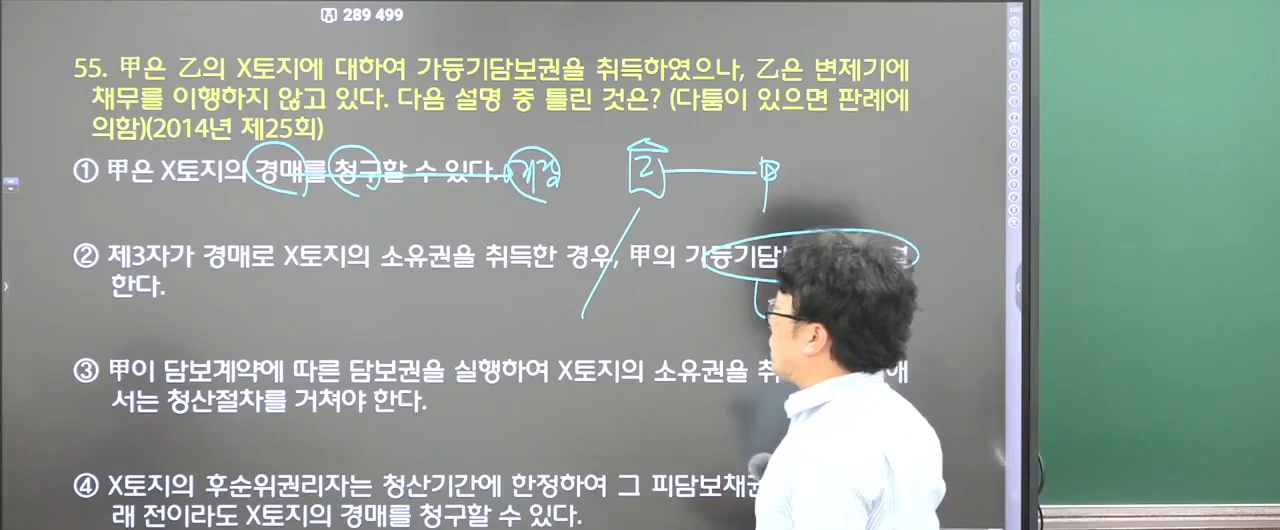 289 499
55. 甲은 乙의 X토지에 대하여 가등기담보권을 취득하였으나, 乙은 변제기에
채무를 이행하지 않고 있다. 다음 설명 중 틀린 것은? (다툼이 있으면 판례에
의함)(2014년 제25회)
① 甲은 X토지의 경매를 청구할 수 있다.
乙
② 제3자가 경매로 X토지의 소유권을 취득한 경우, 甲의 가등기담
한다.
③ 甲이 담보계약에 따른 담보권을 실행하여 X토지의 소유권을 취
서는 청산절차를 거쳐야 한다.
④ X토지의 후순위권리자는 청산기간에 한정하여 그 피담보채권
래 전이라도 X토지의 경매를 청구할 수 있다.